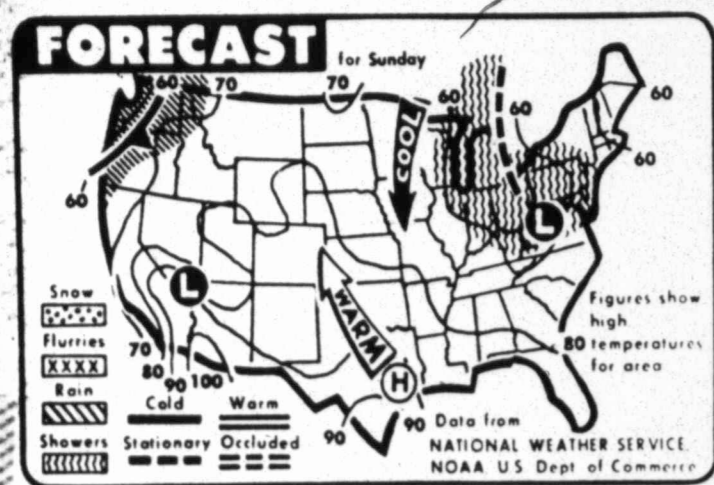 FORECAST for Sunday
60 70 70 60 60 60
COOL
60
60
L
L
WARM
H
Snow
Flurries
XXXX
Rain
Showers
70
80
90 100
Cold Warm
Stationary Occluded
90
90
Figures show
high
80 temperatures
for area
Data from
NATIONAL WEATHER SERVICE,
NOAA, U.S. Dept of Commerce